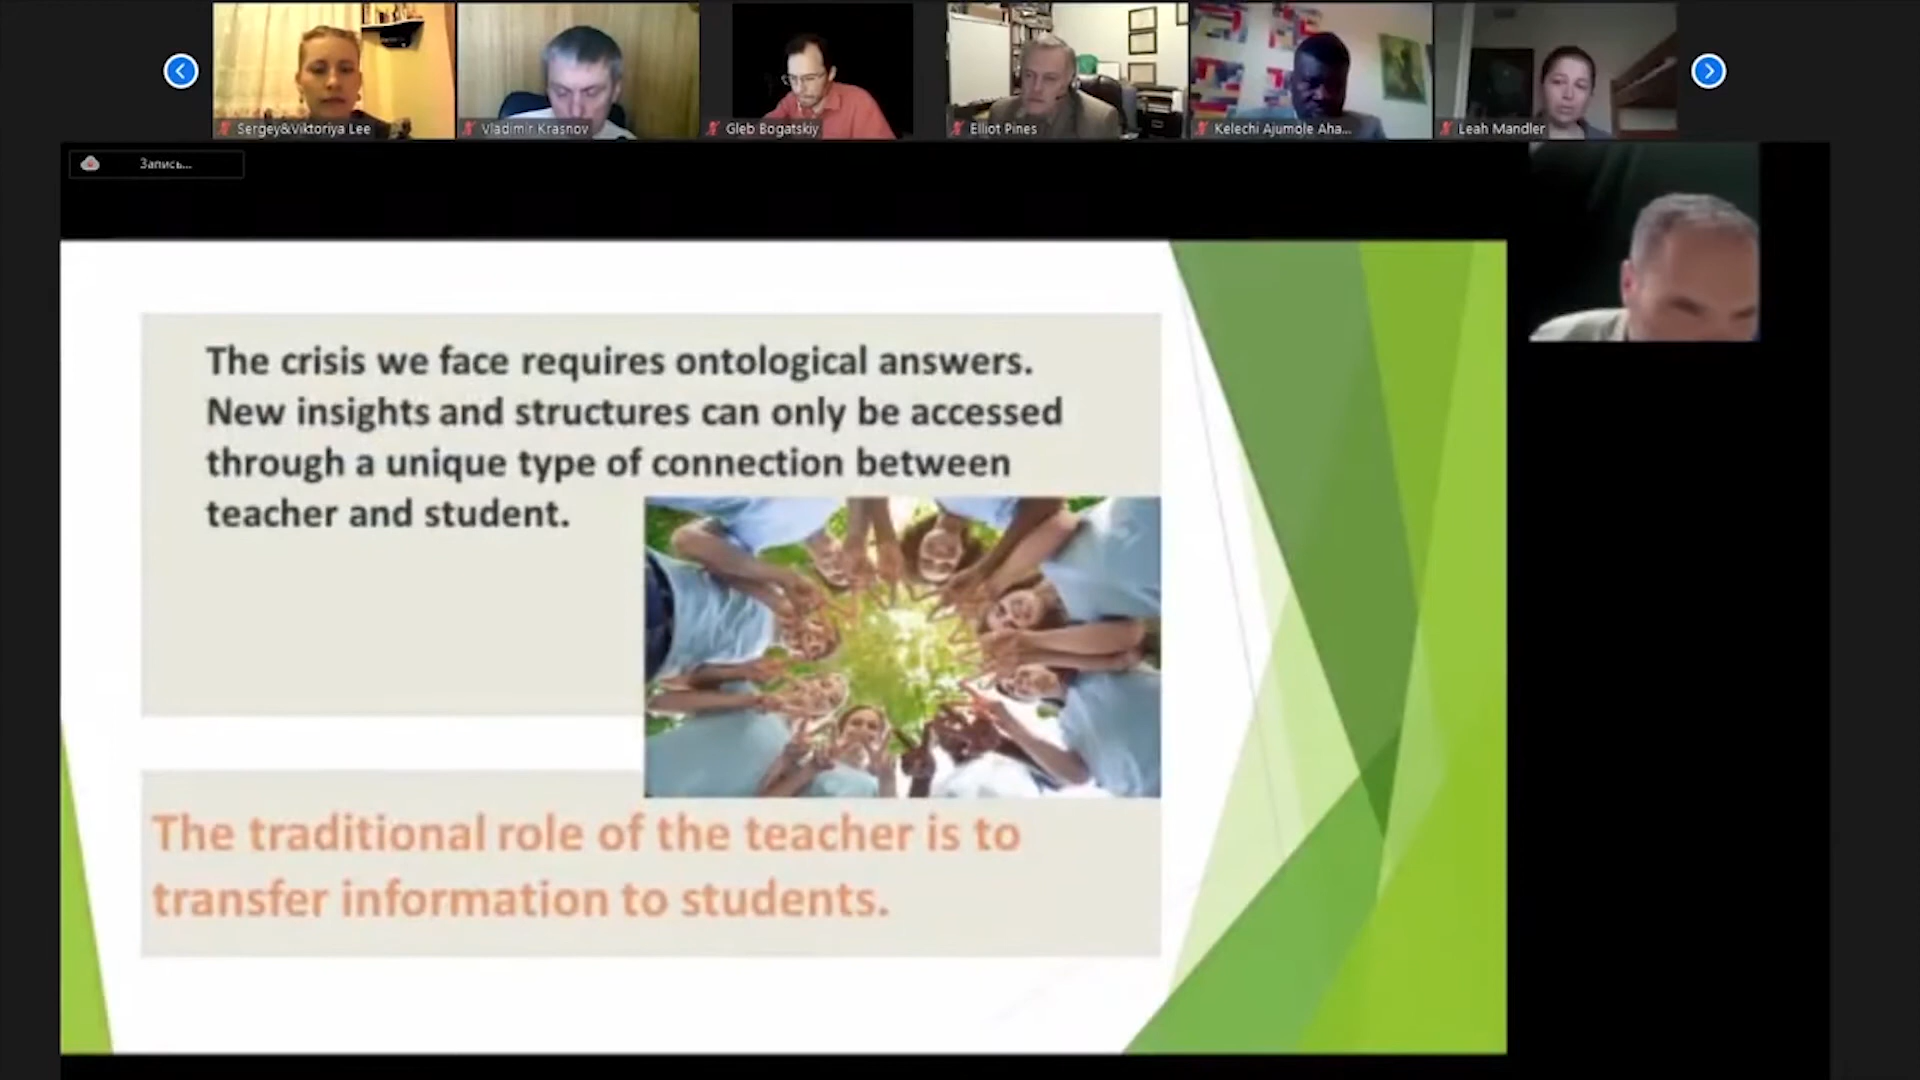 Sergey&Viktoriya Lee
Vladimir Krasnov
Gleb Bogatskiy
Elliot Pines
Kelechi Ajumole Aha...
Leah Mandler
Запись...
The crisis we face requires ontological answers.
New insights and structures can only be accessed
through a unique type of connection between
teacher and student.
The traditional role of the teacher is to
transfer information to students.